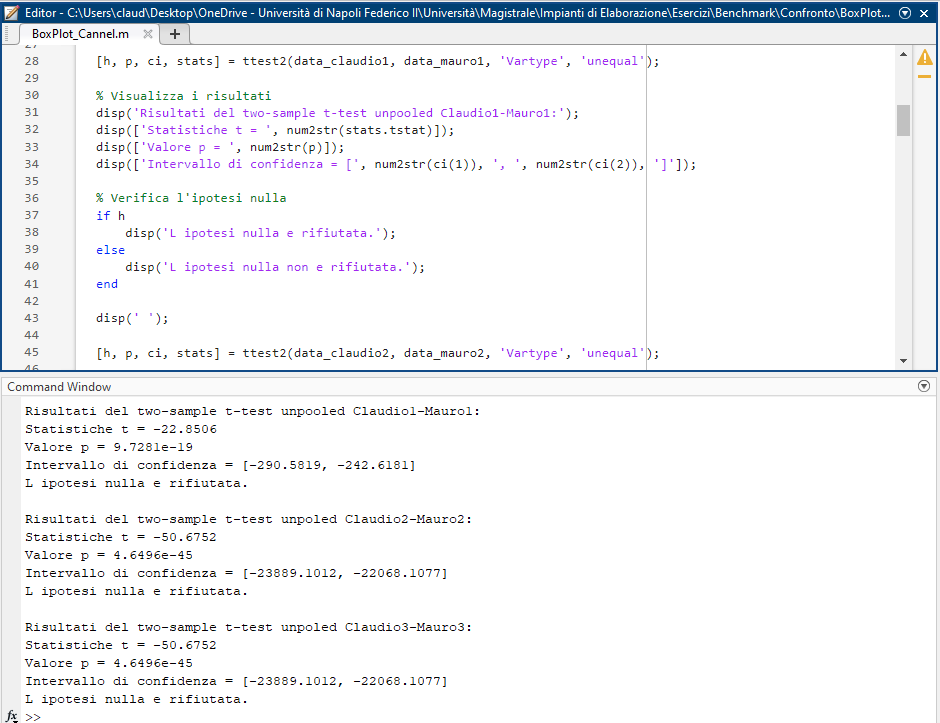 Editor - C:\Users\claud\Desktop\OneDrive - Università di Napoli Federico II\Università\Magistrale\Impianti di Elaborazione\Esercizi\Benchmark\Confronto\BoxPlot...
BoxPlot_Cannel.m
27
28 [h, p, ci, stats] = ttest2(data_claudio1, data_mauro1, 'Vartype', 'unequal');
29
30 % Visualizza i risultati
31 disp('Risultati del two-sample t-test unpooled Claudio1-Mauro1:');
32 disp(['Statistiche t = ', num2str(stats.tstat)]);
33 disp(['Valore p = ', num2str(p)]);
34 disp(['Intervallo di confidenza = [', num2str(ci(1)), ', ', num2str(ci(2)), ']']);
35
36 % Verifica l'ipotesi nulla
37 if h
38 disp('L ipotesi nulla e rifiutata.');
39 else
40 disp('L ipotesi nulla non e rifiutata.');
41 end
42
43 disp(' ');
44
45 [h, p, ci, stats] = ttest2(data_claudio2, data_mauro2, 'Vartype', 'unequal');
46
Command Window
Risultati del two-sample t-test unpooled Claudio1-Mauro1:
Statistiche t = -22.8506
Valore p = 9.7281e-19
Intervallo di confidenza = [-290.5819, -242.6181]
L ipotesi nulla e rifiutata.
Risultati del two-sample t-test unpoled Claudio2-Mauro2:
Statistiche t = -50.6752
Valore p = 4.6496e-45
Intervallo di confidenza = [-23889.1012, -22068.1077]
L ipotesi nulla e rifiutata.
Risultati del two-sample t-test unpoled Claudio3-Mauro3:
Statistiche t = -50.6752
Valore p = 4.6496e-45
Intervallo di confidenza = [-23889.1012, -22068.1077]
L ipotesi nulla e rifiutata.
fx >>